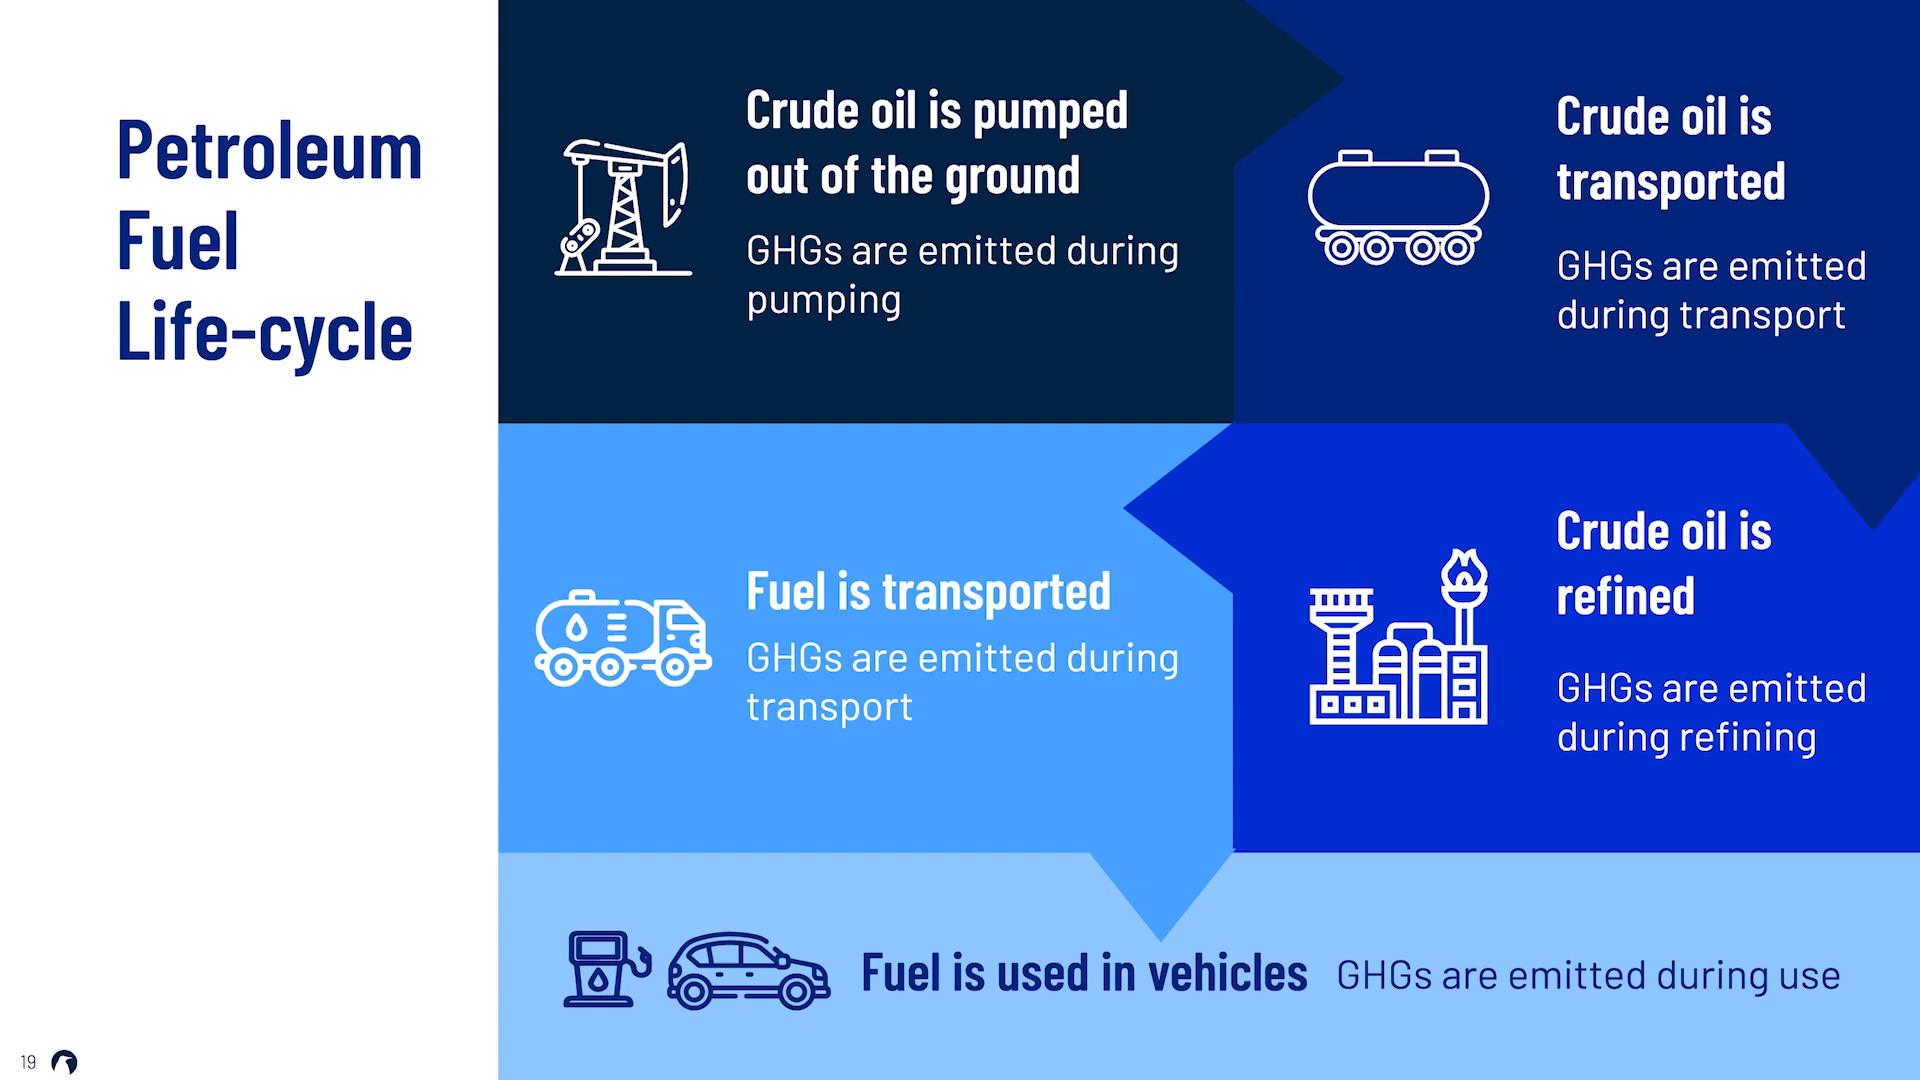 Petroleum
Fuel
Life-cycle
Crude oil is pumped
out of the ground
GHGs are emitted during
pumping
Crude oil is
transported
GHGs are emitted
during transport
Crude oil is
refined
GHGs are emitted
during refining
Fuel is transported
GHGs are emitted during
transport
Fuel is used in vehicles GHGs are emitted during use
19